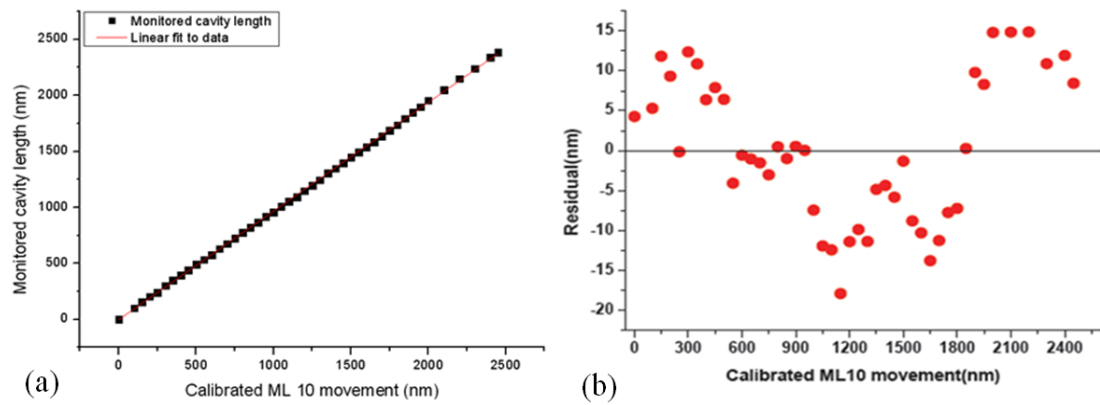 Monitored cavity length
Linear fit to data
Monitored cavity length (nm)
2500
2000
1500
1000
500
0
0 500 1000 1500 2000 2500
Calibrated ML 10 movement (nm)
(a)
Residual(nm)
15
10
5
0
-5
-10
-15
-20
0 300 600 900 1200 1500 1800 2100 2400
Calibrated ML10 movement(nm)
(b)